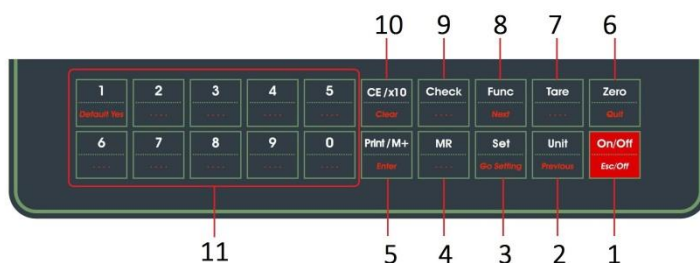 10 9 8 7 6
1 2 3 4 5 CE/x10 Check Func Tare Zero
Default Yes .... .... .... .... Clear .... Next .... Quit
6 7 8 9 0 Print/M+ MR Set Unit On/Off
.... .... .... .... .... Enter .... Go Setting Previous Esc/Off
11 5 4 3 2 1